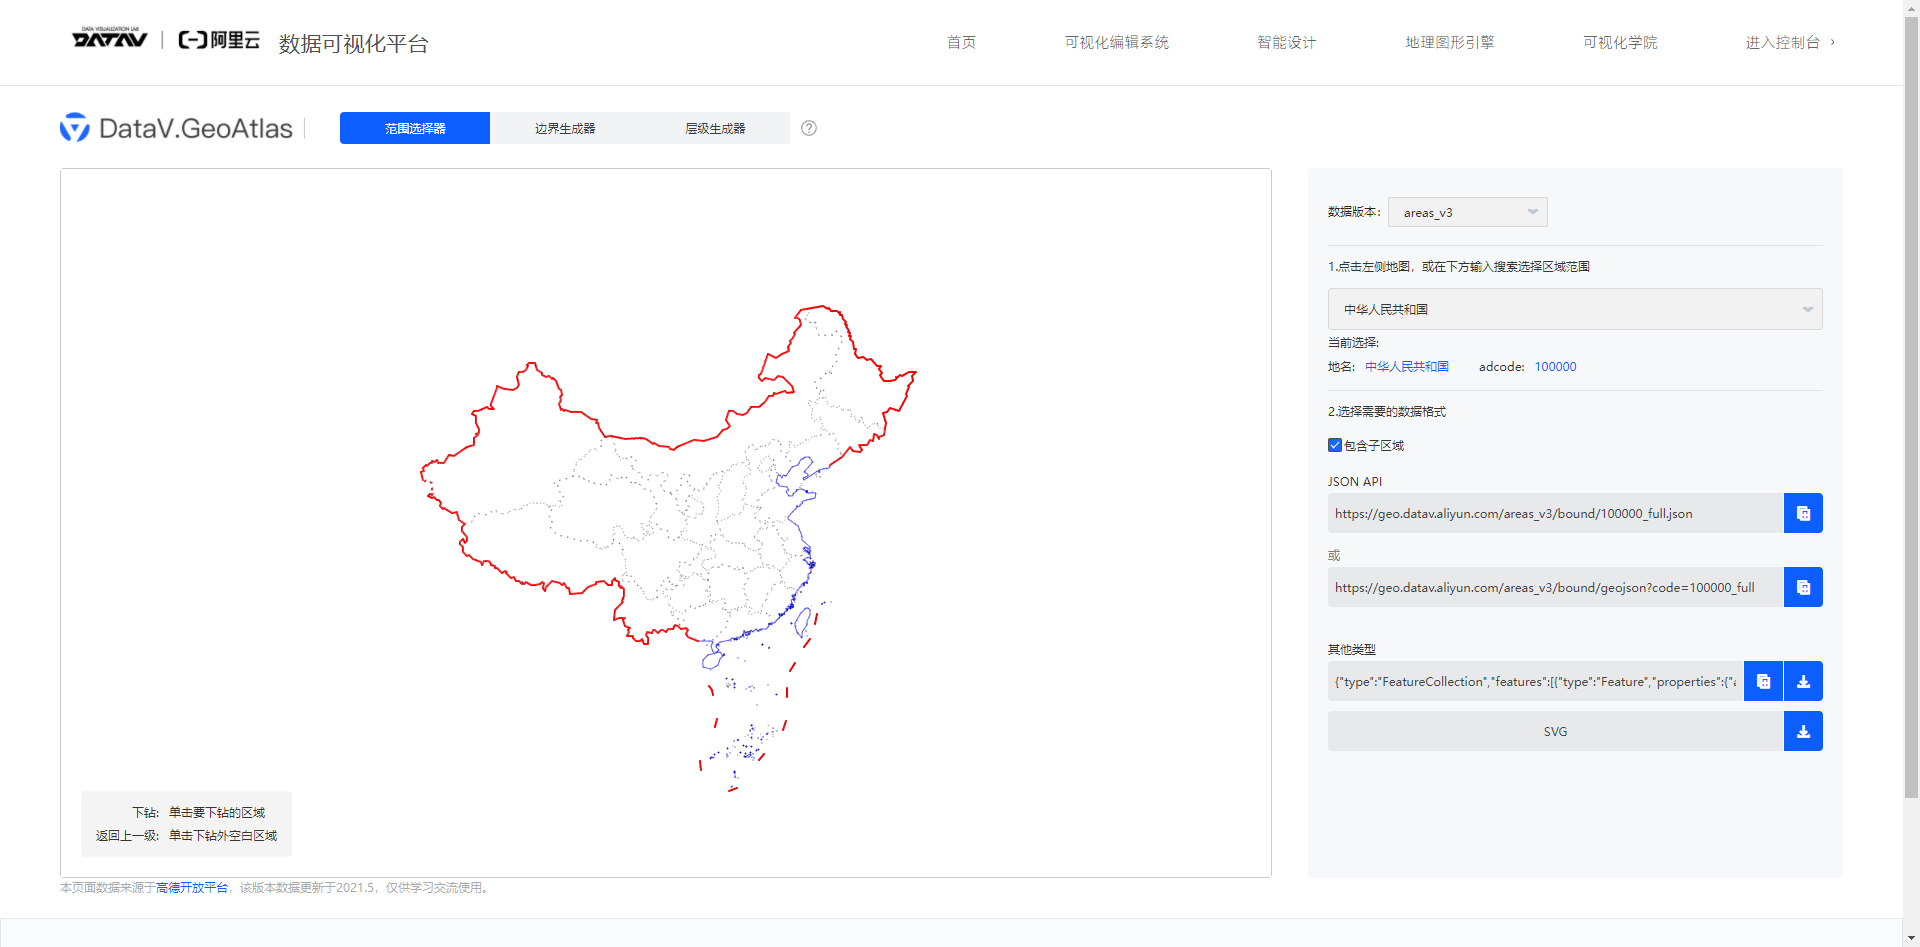 DATA VISUALIZATION LAB
DATAV
阿里云
数据可视化平台
首页
可视化编辑系统
智能设计
地理图形引擎
可视化学院
进入控制台
DataV.GeoAtlas
范围选择器
边界生成器
层级生成器
?
数据版本:
areas_v3
1.点击左侧地图，或在下方输入搜索选择区域范围
中华人民共和国
当前选择:
地名: 中华人民共和国 adcode: 100000
2.选择需要的数据格式
包含子区域
JSON API
https://geo.datav.aliyun.com/areas_v3/bound/100000_full.json
或
https://geo.datav.aliyun.com/areas_v3/bound/geojson?code=100000_full
其他类型
{"type":"FeatureCollection","features":[{"type":"Feature","properties":{"a
SVG
下钻: 单击要下钻的区域
返回上一级: 单击下钻外空白区域
本页面数据来源于高德开放平台，该版本数据更新于2021.5，仅供学习交流使用。